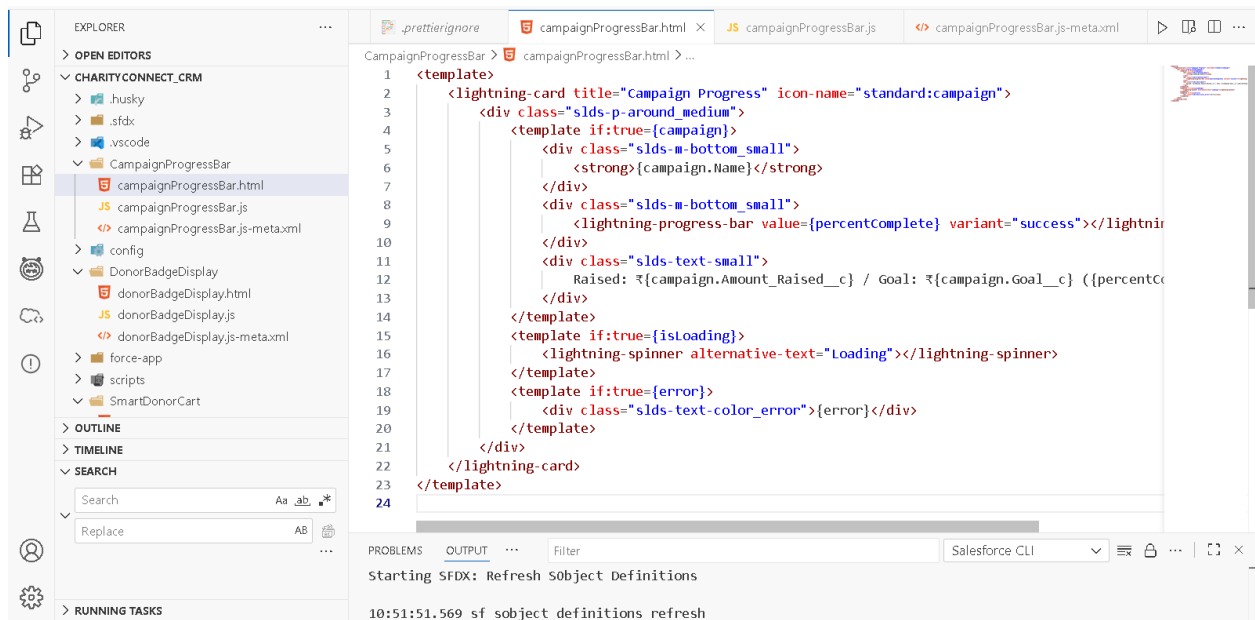 EXPLORER
OPEN EDITORS
CHARITYCONNECT_CRM
.husky
.sfdx
.vscode
CampaignProgressBar
campaignProgressBar.html
JS campaignProgressBar.js
campaignProgressBar.js-meta.xml
config
DonorBadgeDisplay
donorBadgeDisplay.html
JS donorBadgeDisplay.js
donorBadgeDisplay.js-meta.xml
force-app
scripts
SmartDonorCart
OUTLINE
TIMELINE
SEARCH
Search Aa ab
Replace AB
RUNNING TASKS
.prettierignore campaignProgressBar.html JS campaignProgressBar.js campaignProgressBar.js-meta.xml
CampaignProgressBar > campaignProgressBar.html > ...
1 <template>
2 <lightning-card title="Campaign Progress" icon-name="standard:campaign">
3 <div class="slds-p-around_medium">
4 <template if:true={campaign}>
5 <div class="slds-m-bottom_small">
6 <strong>{campaign.Name}</strong>
7 </div>
8 <div class="slds-m-bottom_small">
9 <lightning-progress-bar value={percentComplete} variant="success"></lightnin
10 </div>
11 <div class="slds-text-small">
12 Raised: ₹{campaign.Amount_Raised__c} / Goal: ₹{campaign.Goal__c} ({percentCo
13 </div>
14 </template>
15 <template if:true={isLoading}>
16 <lightning-spinner alternative-text="Loading"></lightning-spinner>
17 </template>
18 <template if:true={error}>
19 <div class="slds-text-color_error">{error}</div>
20 </template>
21 </div>
22 </lightning-card>
23 </template>
24
PROBLEMS OUTPUT ... Filter Salesforce CLI
Starting SFDX: Refresh SObject Definitions
10:51:51.569 sf sobject definitions refresh